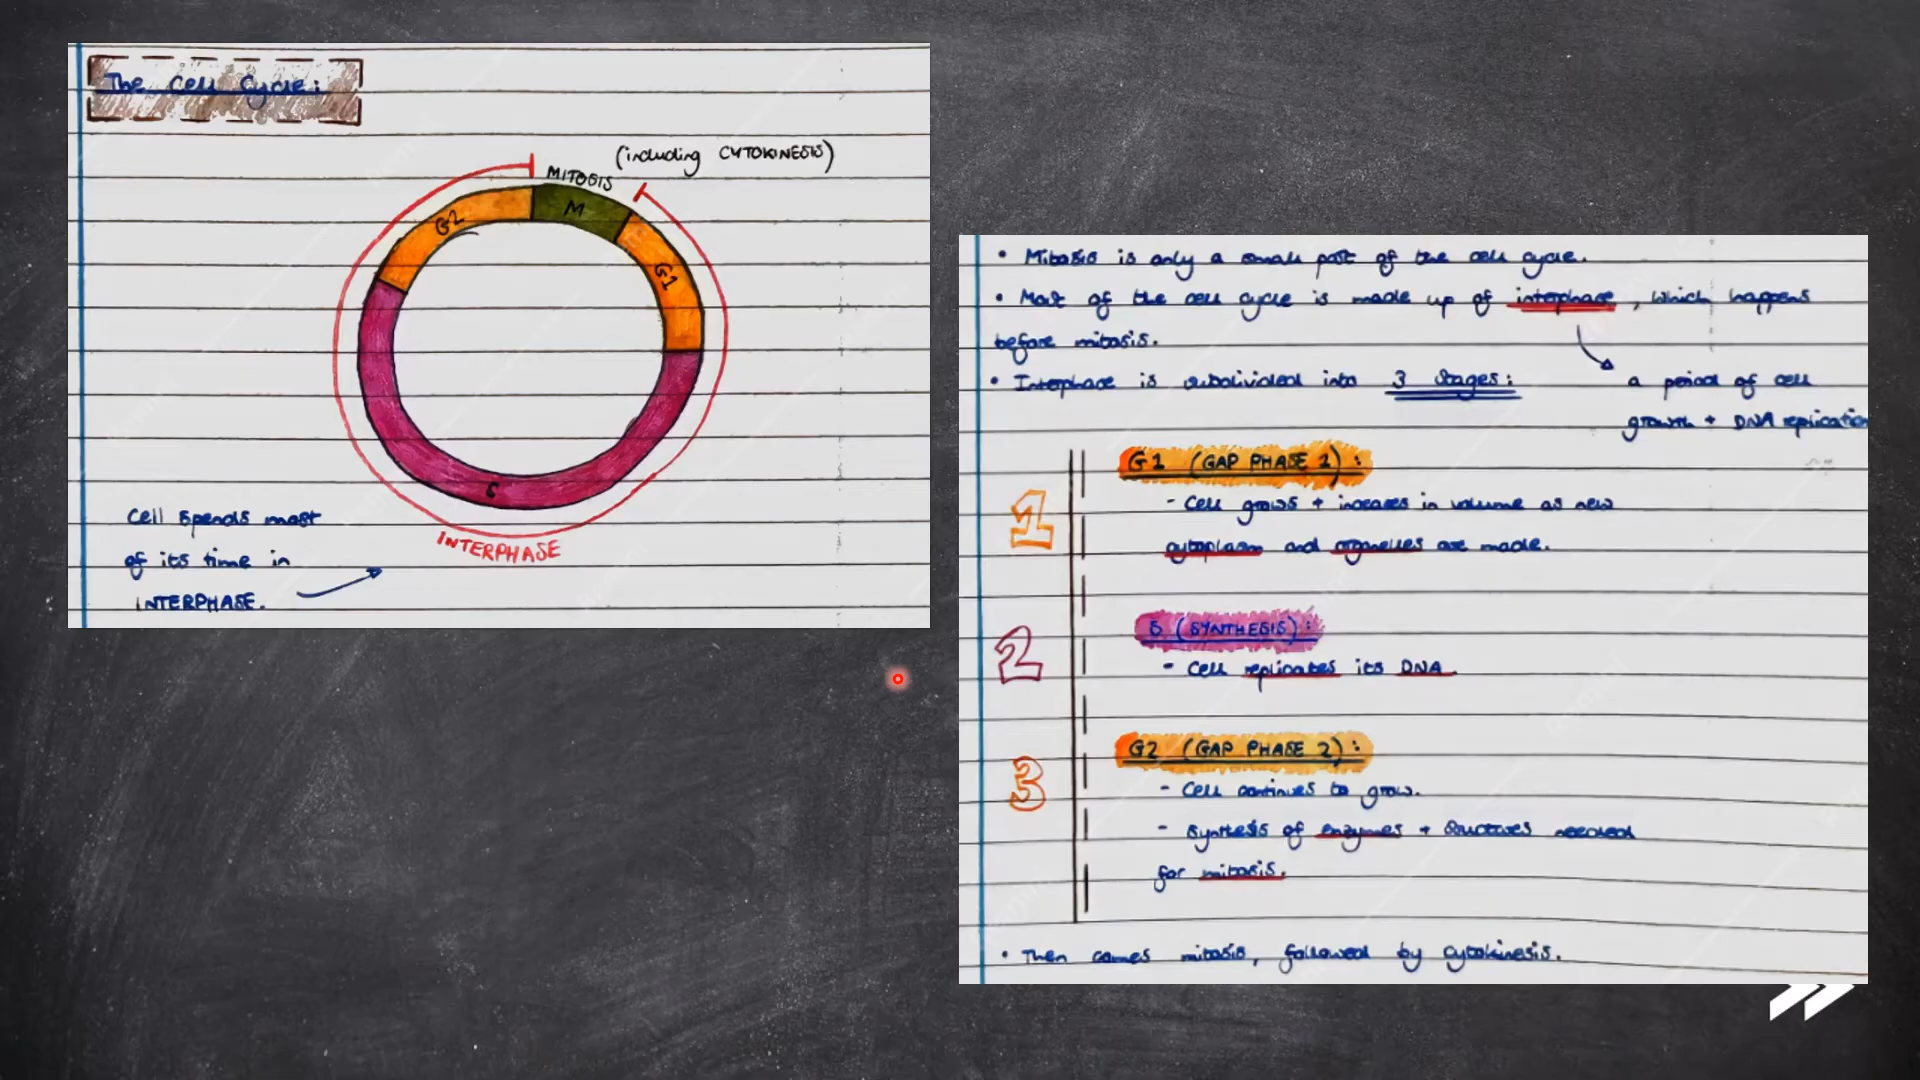 The Cell Cycle:
(including CYTOKINESIS)
MITOSIS
M
G2
G1
S
INTERPHASE
Cell spends most
of its time in
INTERPHASE.
• Mitosis is only a small part of the cell cycle.
• Most of the cell cycle is made up of interphase, which happens
before mitosis.
• Interphase is subdivided into 3 stages:
a period of cell
growth + DNA replication
1
G1 (GAP PHASE 1):
- Cell grows + increases in volume as new
cytoplasm and organelles are made.
2
S (SYNTHESIS):
- Cell replicates its DNA.
3
G2 (GAP PHASE 2):
- Cell continues to grow.
- Synthesis of enzymes + structures needed
for mitosis.
• Then comes mitosis, followed by cytokinesis.